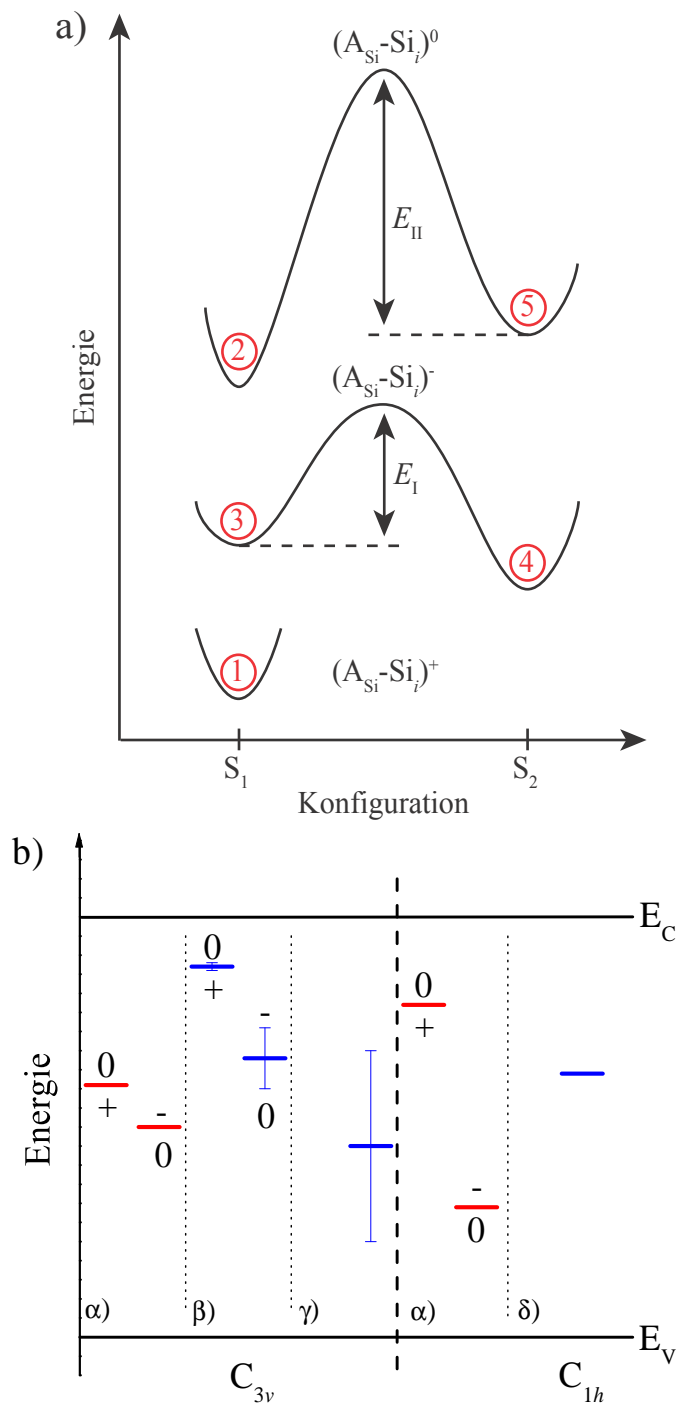 a)
(A_Si-Si_i)^0
E_II
5
2
(A_Si-Si_i)^-
Energie
E_I
3
4
1
(A_Si-Si_i)^+
S_1
S_2
Konfiguration
b)
E_C
0
+
0
+
-
0
0
+
-
0
-
0
Energie
α)
β)
γ)
α)
δ)
E_V
C_3v
C_1h